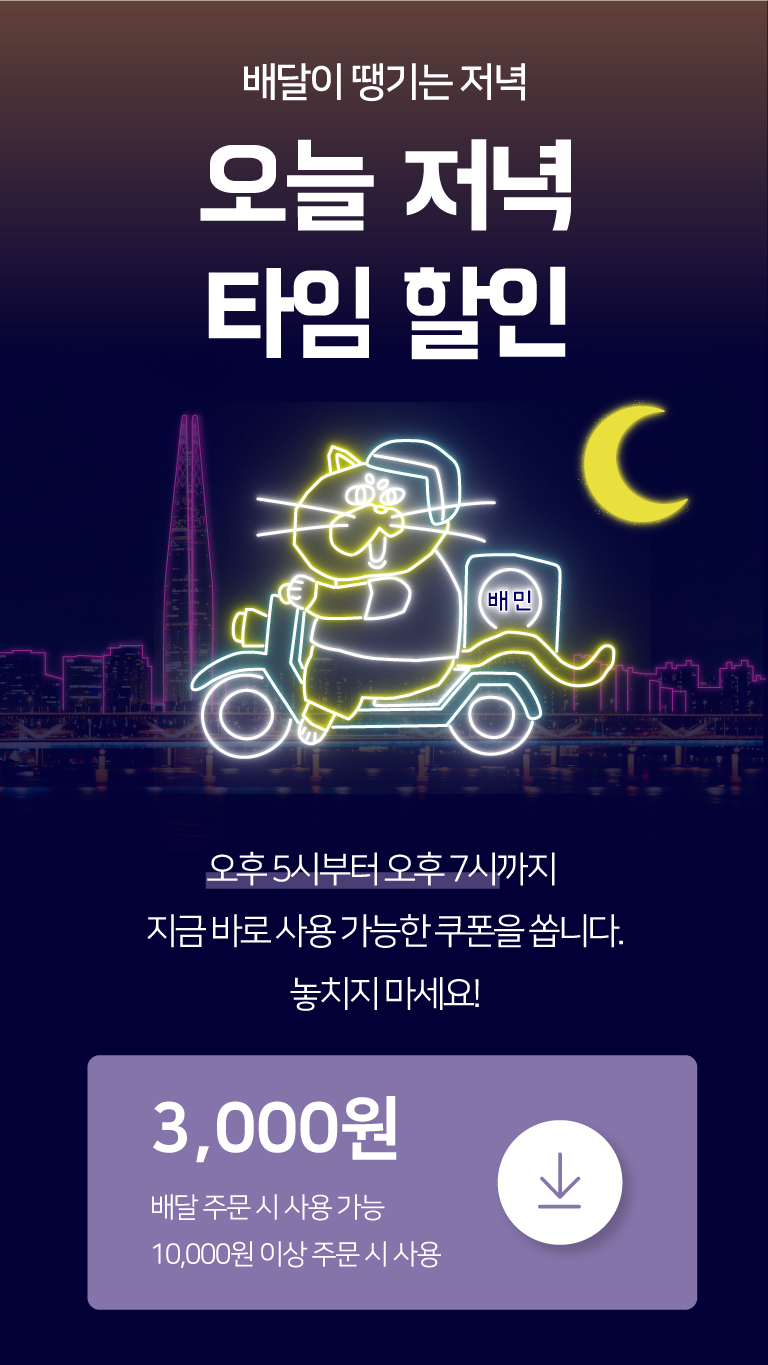 배달이 땡기는 저녁
오늘 저녁
타임 할인
배민
오후 5시부터 오후 7시까지
지금 바로 사용 가능한 쿠폰을 쏩니다.
놓치지 마세요!
3,000원
배달 주문 시 사용 가능
10,000원 이상 주문 시 사용